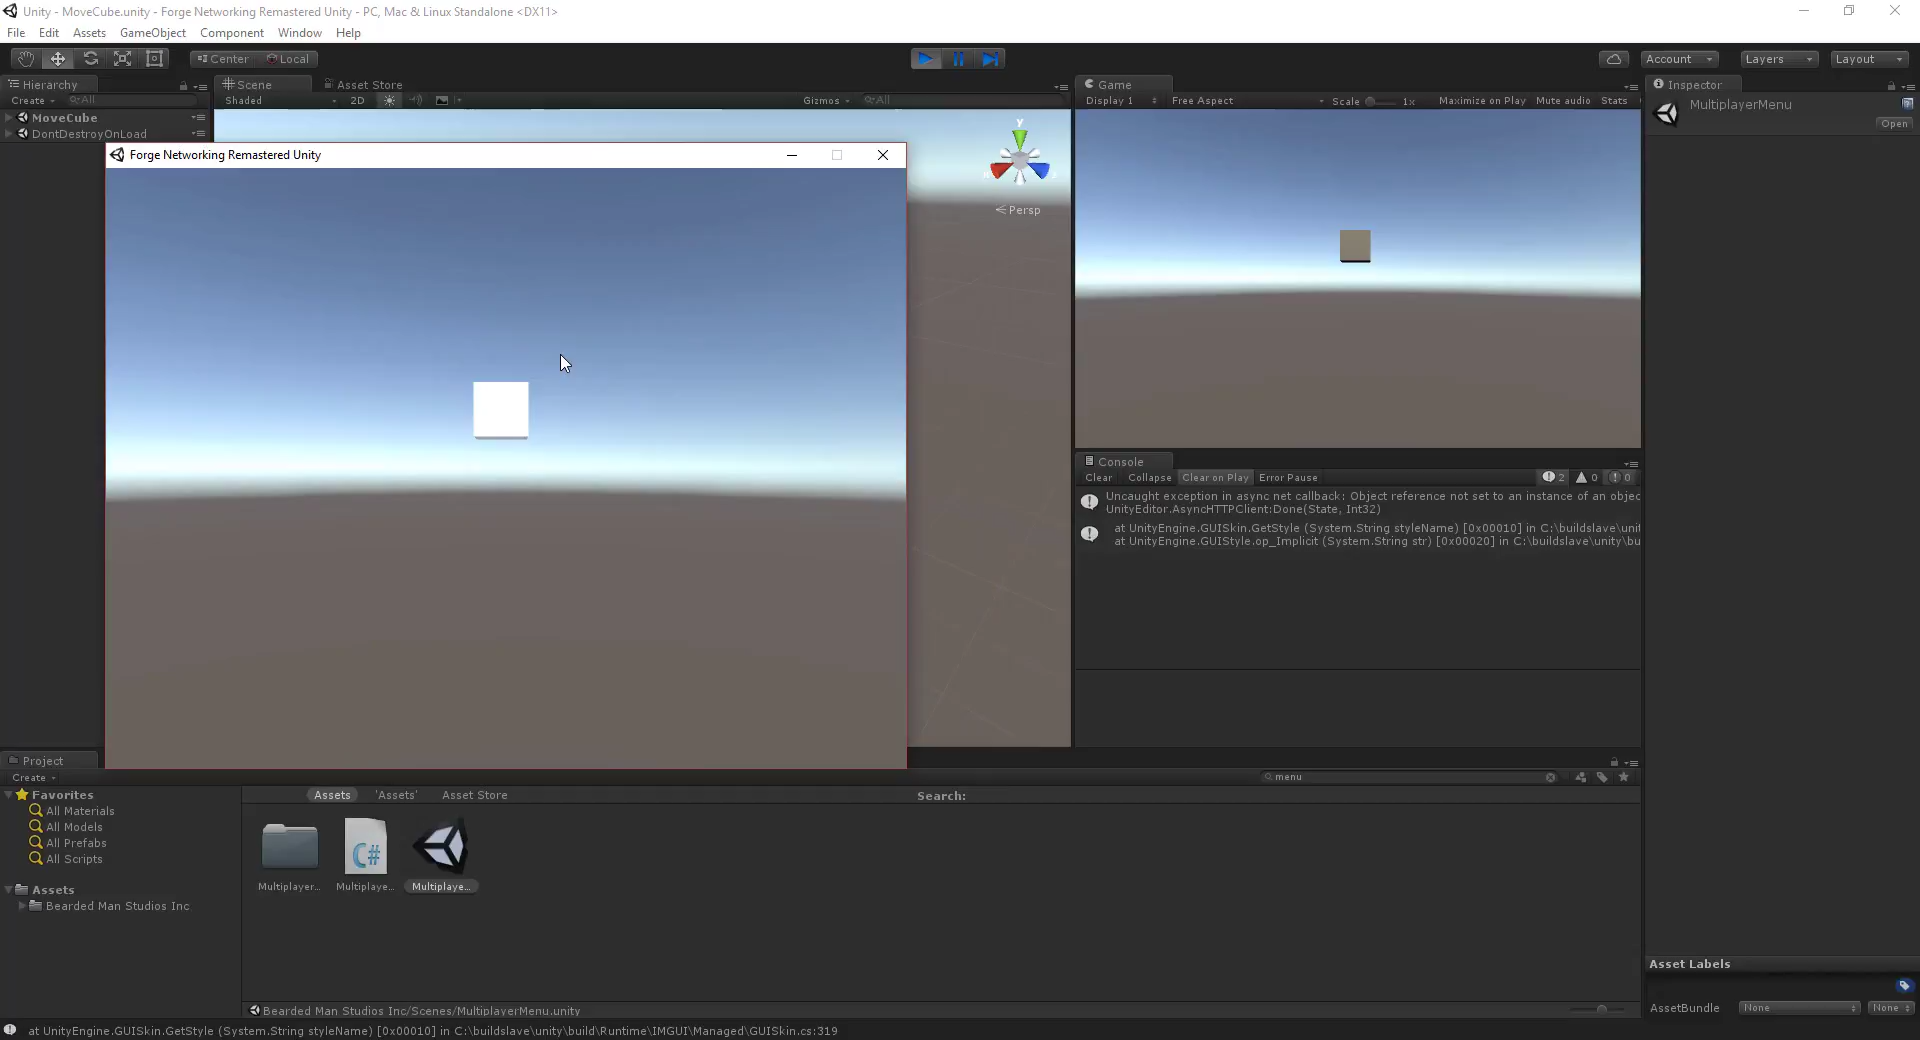 Unity - MoveCube.unity - Forge Networking Remastered Unity - PC, Mac & Linux Standalone <DX11>
File Edit Assets GameObject Component Window Help
Center Local
Account Layers Layout
Hierarchy
Create All
MoveCube
DontDestroyOnLoad
Scene Asset Store
Shaded 2D Gizmos All
y
Persp
Forge Networking Remastered Unity
Game
Display 1 Free Aspect Scale 1x Maximize on Play Mute audio Stats
Console
Clear Collapse Clear on Play Error Pause 2 0 0
Uncaught exception in async net callback: Object reference not set to an instance of an objec
UnityEditor.AsyncHTTPClient:Done(State, Int32)
at UnityEngine.GUISkin.GetStyle (System.String styleName) [0x00010] in C:\buildslave\unit
at UnityEngine.GUIStyle.op_Implicit (System.String str) [0x00020] in C:\buildslave\unity\bu
Inspector
MultiplayerMenu
Open
Project
Create
menu
Favorites
All Materials
All Models
All Prefabs
All Scripts
Assets
Bearded Man Studios Inc
Search:
Assets 'Assets' Asset Store
Multiplayer...
C#
Multiplaye...
Multiplaye...
Bearded Man Studios Inc/Scenes/MultiplayerMenu.unity
Asset Labels
AssetBundle None None
at UnityEngine.GUISkin.GetStyle (System.String styleName) [0x00010] in C:\buildslave\unity\build\Runtime\IMGUI\Managed\GUISkin.cs:319